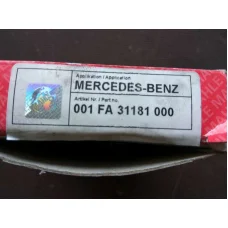 Applikation / Application
MERCEDES-BENZ
Artikel Nr. / Part no.
001 FA 31181 000